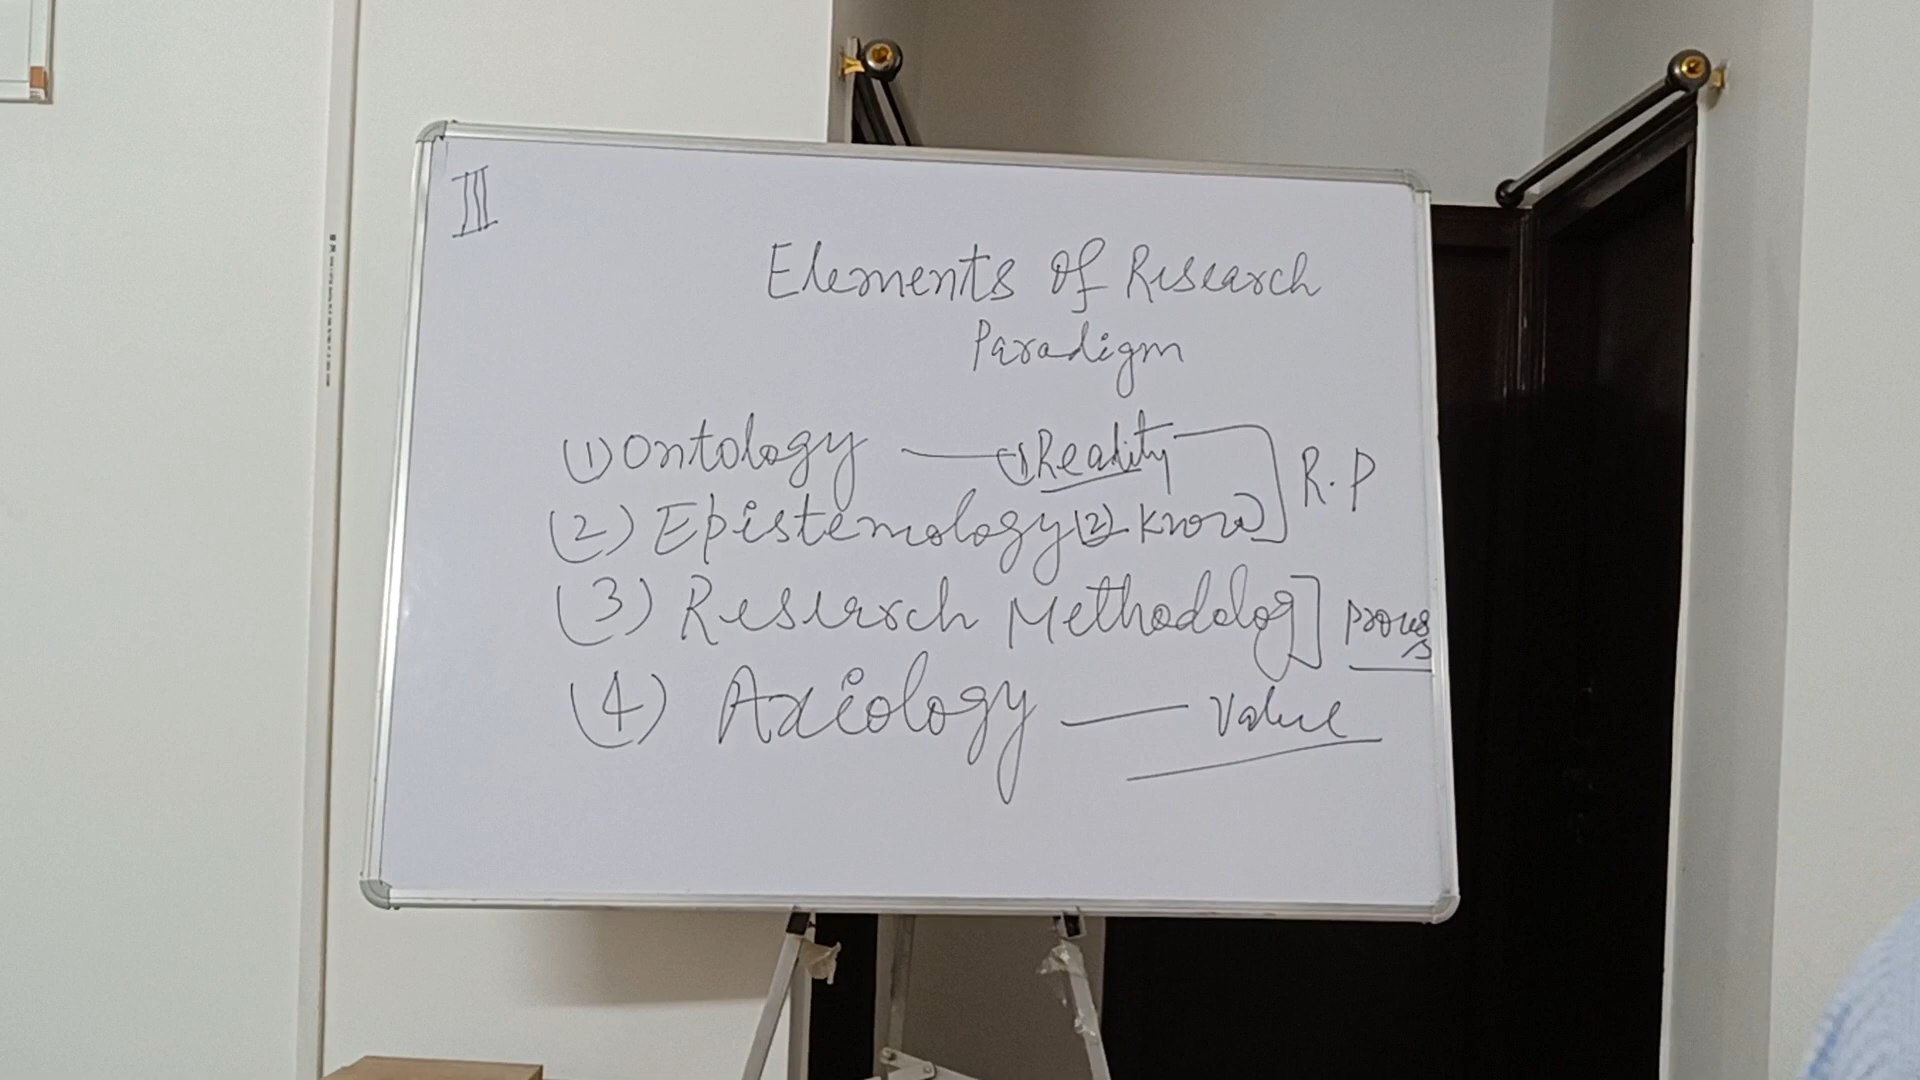 III
Elements of Research
Paradigm
(1) Ontology — (1) Reality
R.P
(2) Epistemology (2) Know
(3) Research Methodolog] process
(4) Axiology — Value